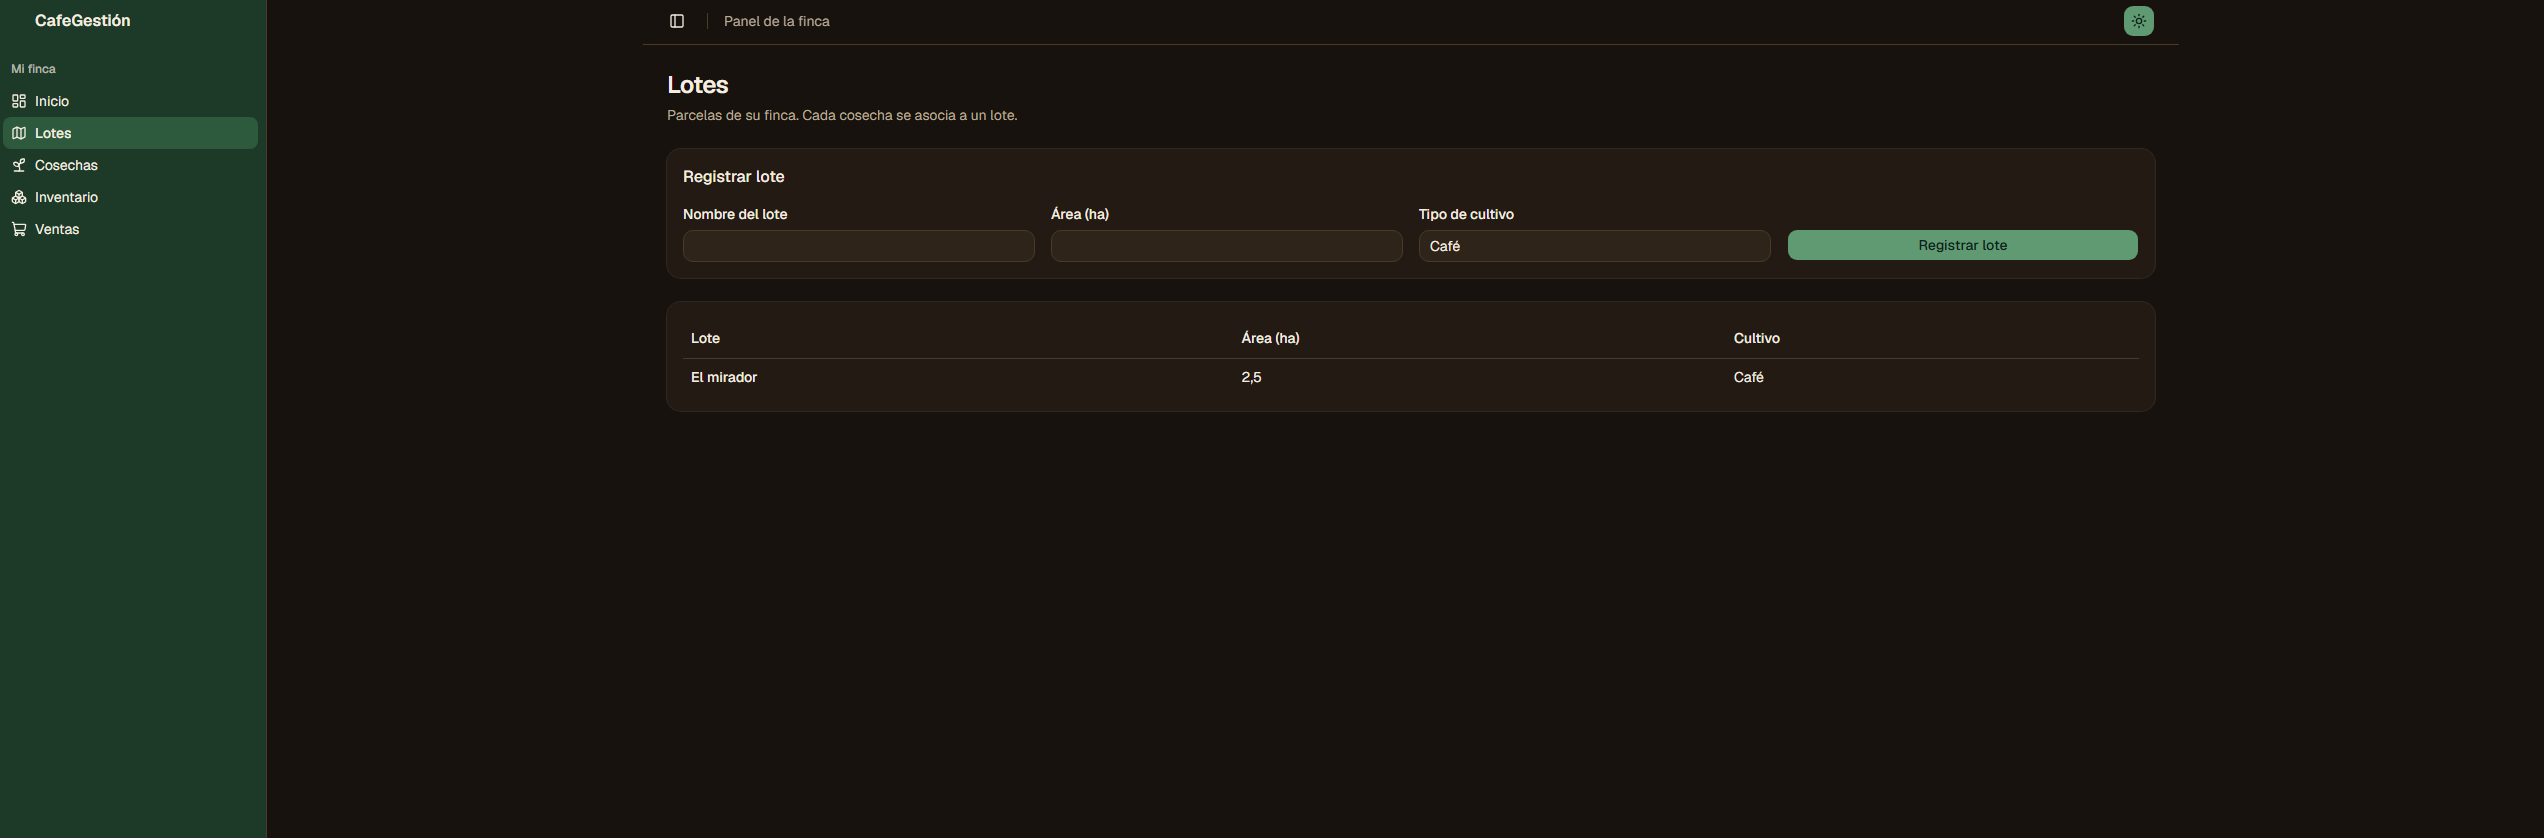 CafeGestión
Mi finca
Inicio
Lotes
Cosechas
Inventario
Ventas
Panel de la finca
Lotes
Parcelas de su finca. Cada cosecha se asocia a un lote.
Registrar lote
Nombre del lote
Área (ha)
Tipo de cultivo
Café
Registrar lote
Lote Área (ha) Cultivo
El mirador 2,5 Café